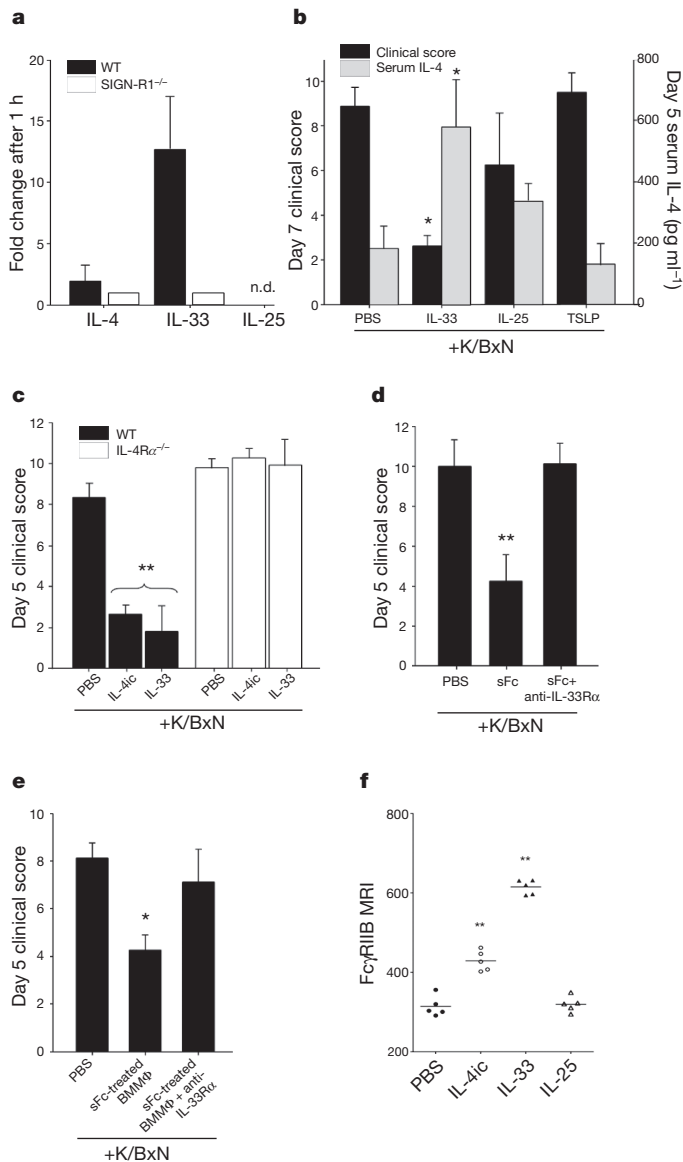 a
20
15
10
5
0
Fold change after 1 h
WT
SIGN-R1–/–
n.d.
IL-4 IL-33 IL-25
b
10
8
6
4
2
0
Day 7 clinical score
Clinical score
Serum IL-4
*
*
800
600
400
200
0
Day 5 serum IL-4 (pg ml–1)
PBS IL-33 IL-25 TSLP
+K/BxN
c
12
10
8
6
4
2
0
Day 5 clinical score
WT
IL-4Rα–/–
**
PBS IL-4ic IL-33 PBS IL-4ic IL-33
+K/BxN
d
12
10
8
6
4
2
0
Day 5 clinical score
**
PBS sFc sFc+
anti-IL-33Rα
+K/BxN
e
10
8
6
4
2
0
Day 5 clinical score
*
PBS
sFc-treated
BMMΦ
sFc-treated
BMMΦ + anti-
IL-33Rα
+K/BxN
f
800
600
400
200
FcγRIIB MRI
**
**
PBS IL-4ic IL-33 IL-25